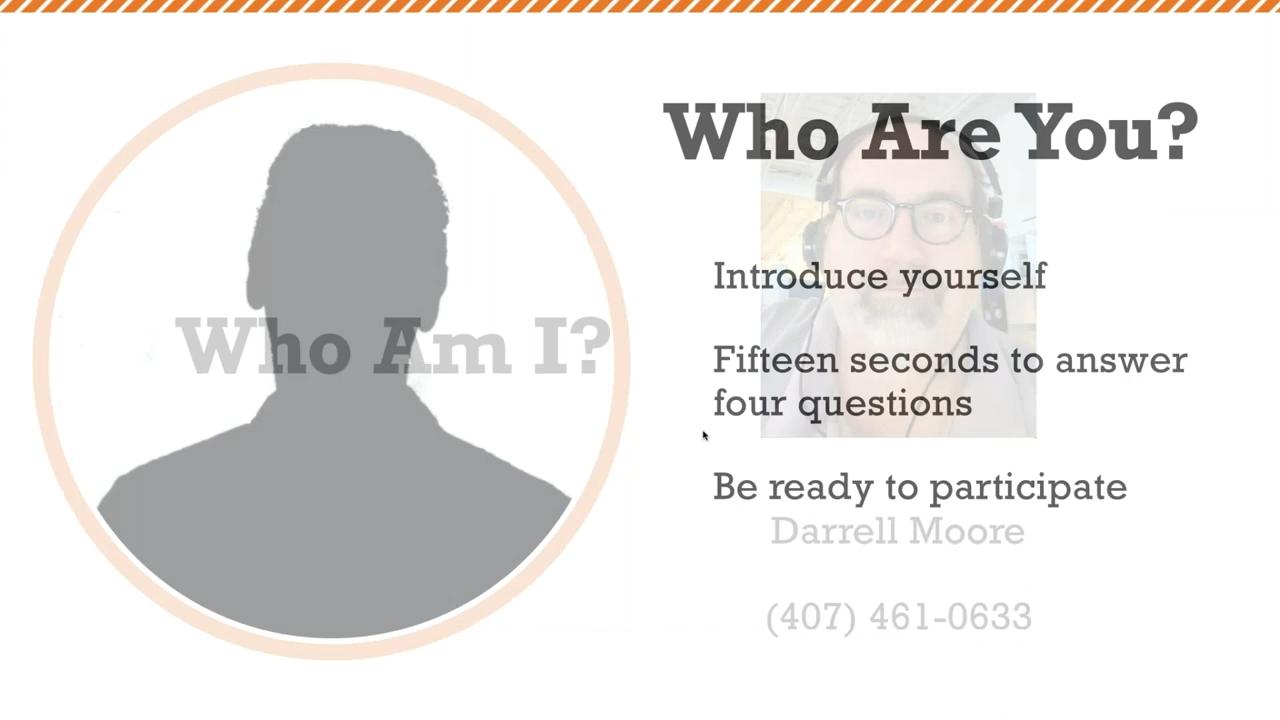 Who Are You?
Introduce yourself
Who Am I?
Fifteen seconds to answer
four questions
Be ready to participate
Darrell Moore
(407) 461-0633